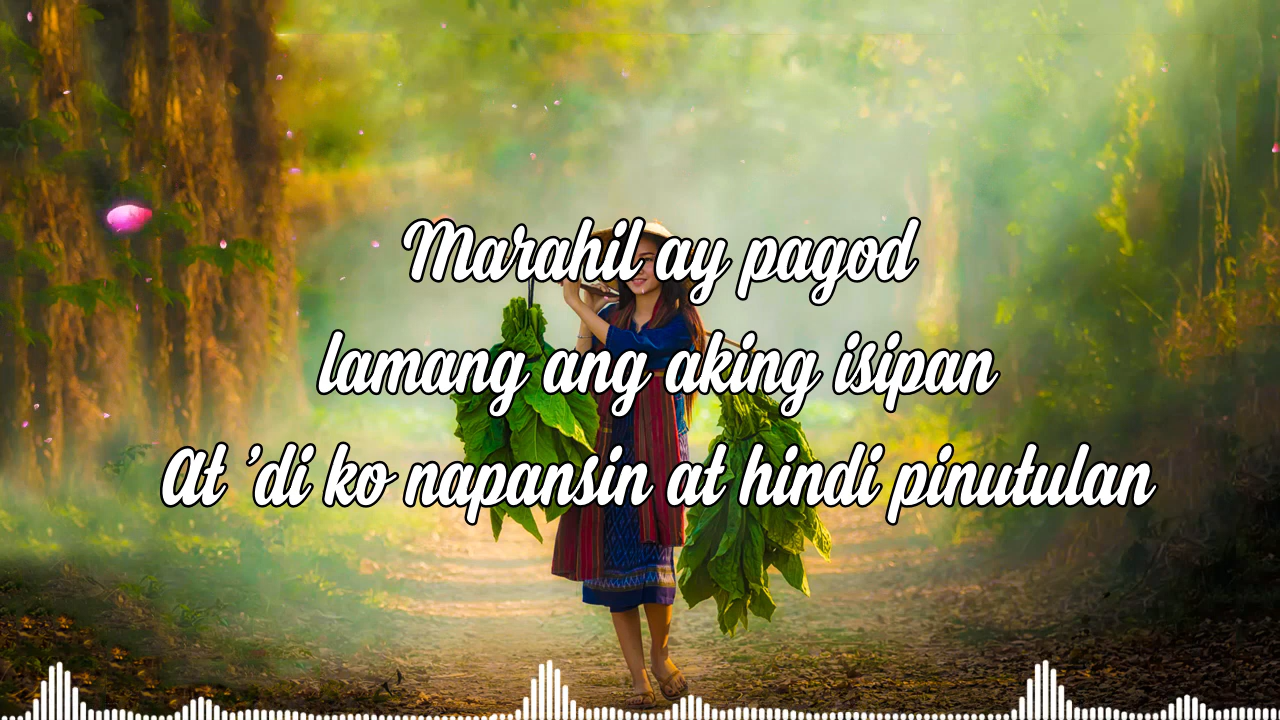 Marahil ay pagod
lamang ang aking isipan
At 'di ko napansin at hindi pinutulan